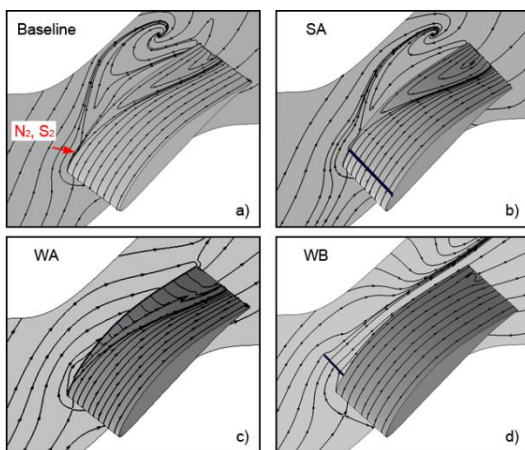 Baseline
N₂, S₂
a)
SA
b)
WA
c)
WB
d)